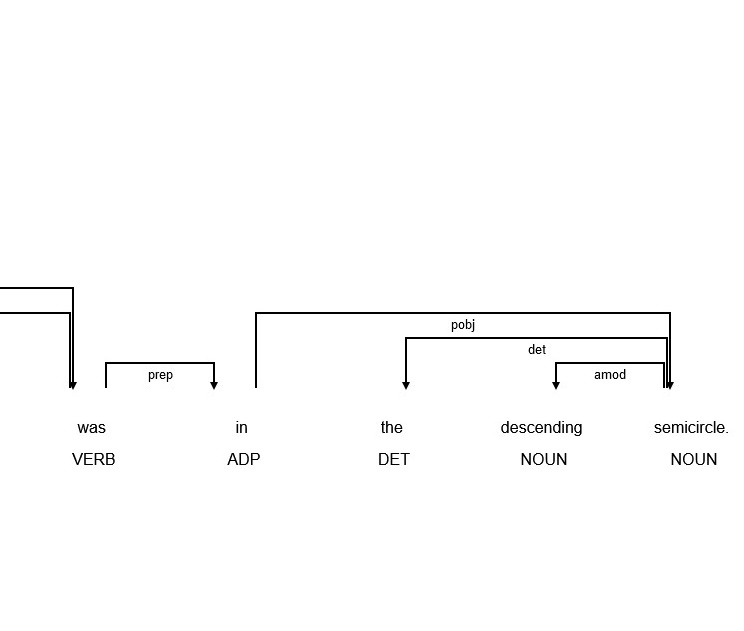 pobj
det
prep amod
was in the descending semicircle.
VERB ADP DET NOUN NOUN